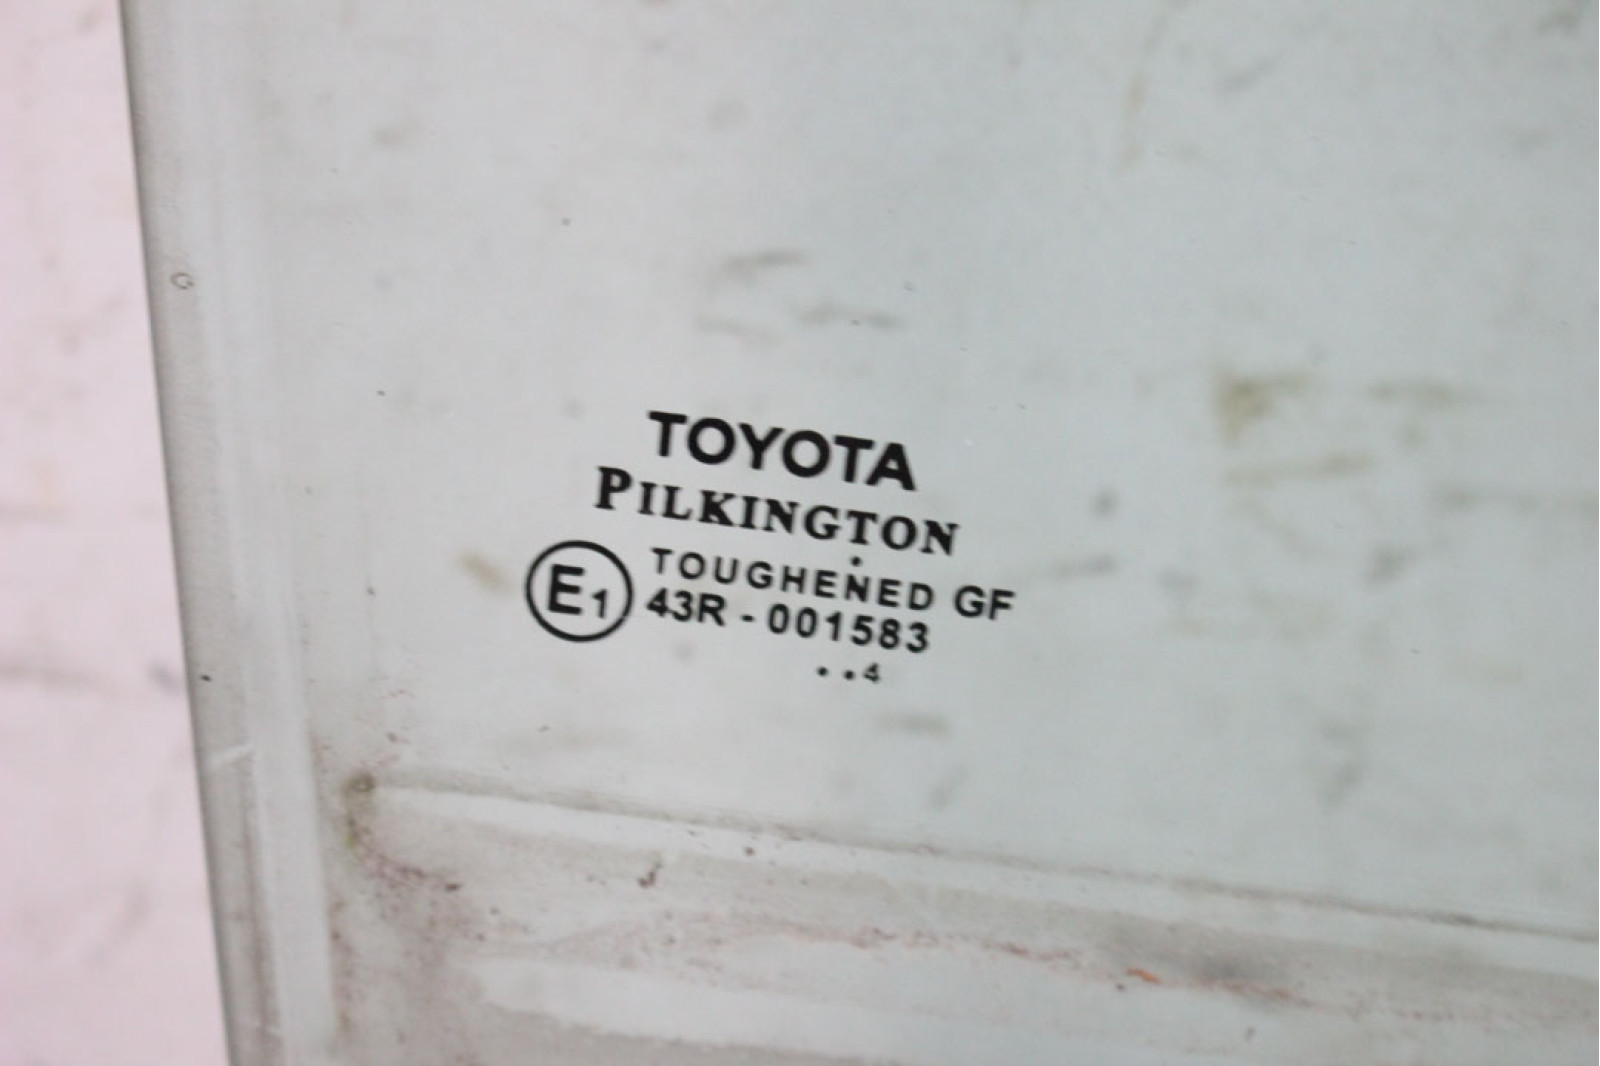 TOYOTA
PILKINGTON
E1
TOUGHENED GF
43R - 001583
..4